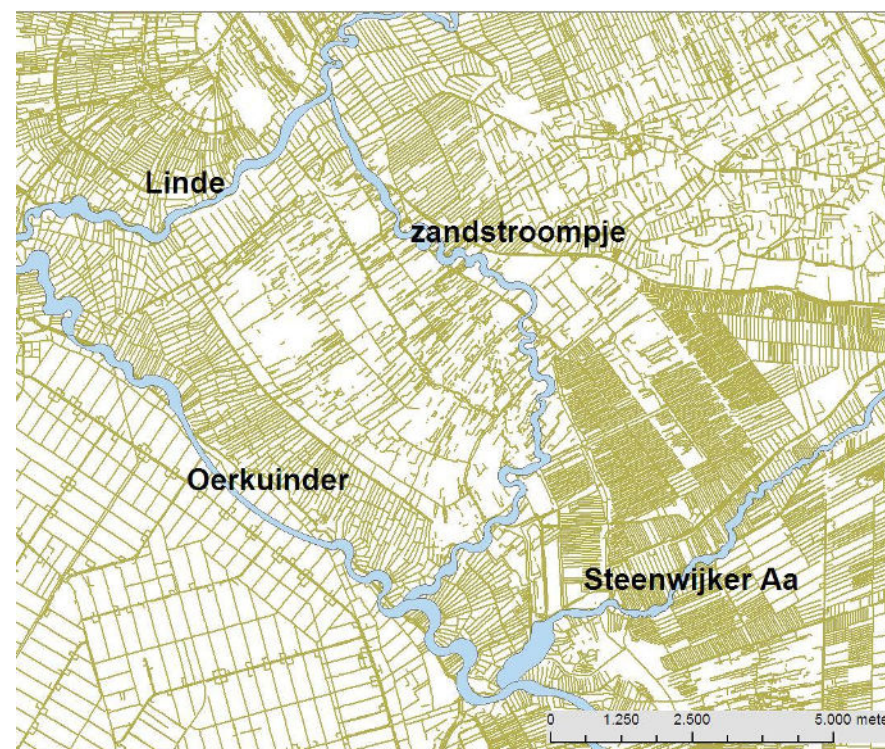 Linde
zandstroompje
Oerkuinder
Steenwijker Aa
0 1.250 2.500 5.000 mete